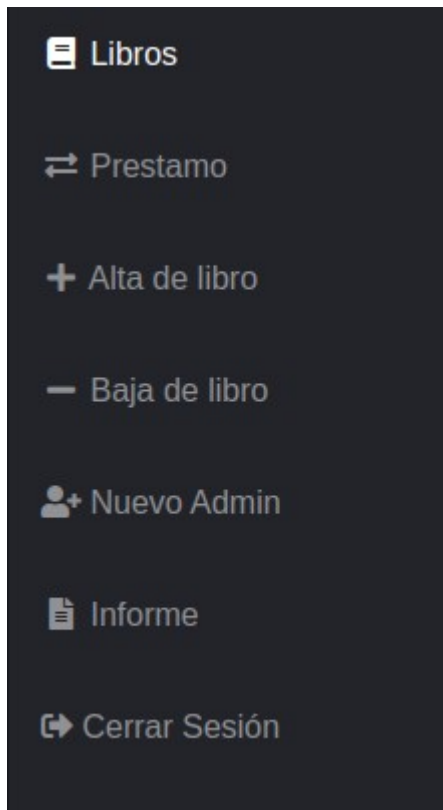 Libros
Prestamo
Alta de libro
Baja de libro
Nuevo Admin
Informe
Cerrar Sesión